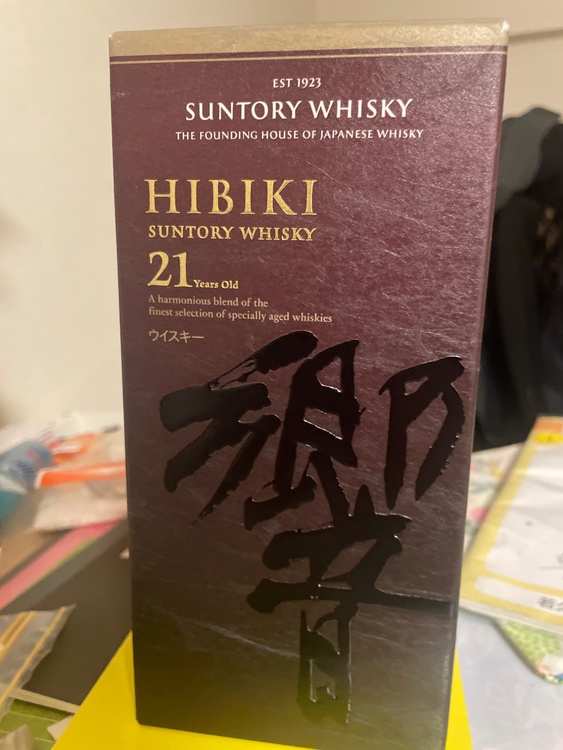 EST 1923
SUNTORY WHISKY
THE FOUNDING HOUSE OF JAPANESE WHISKY
HIBIKI
SUNTORY WHISKY
21 Years Old
A harmonious blend of the
finest selection of specially aged whiskies
ウイスキー
響